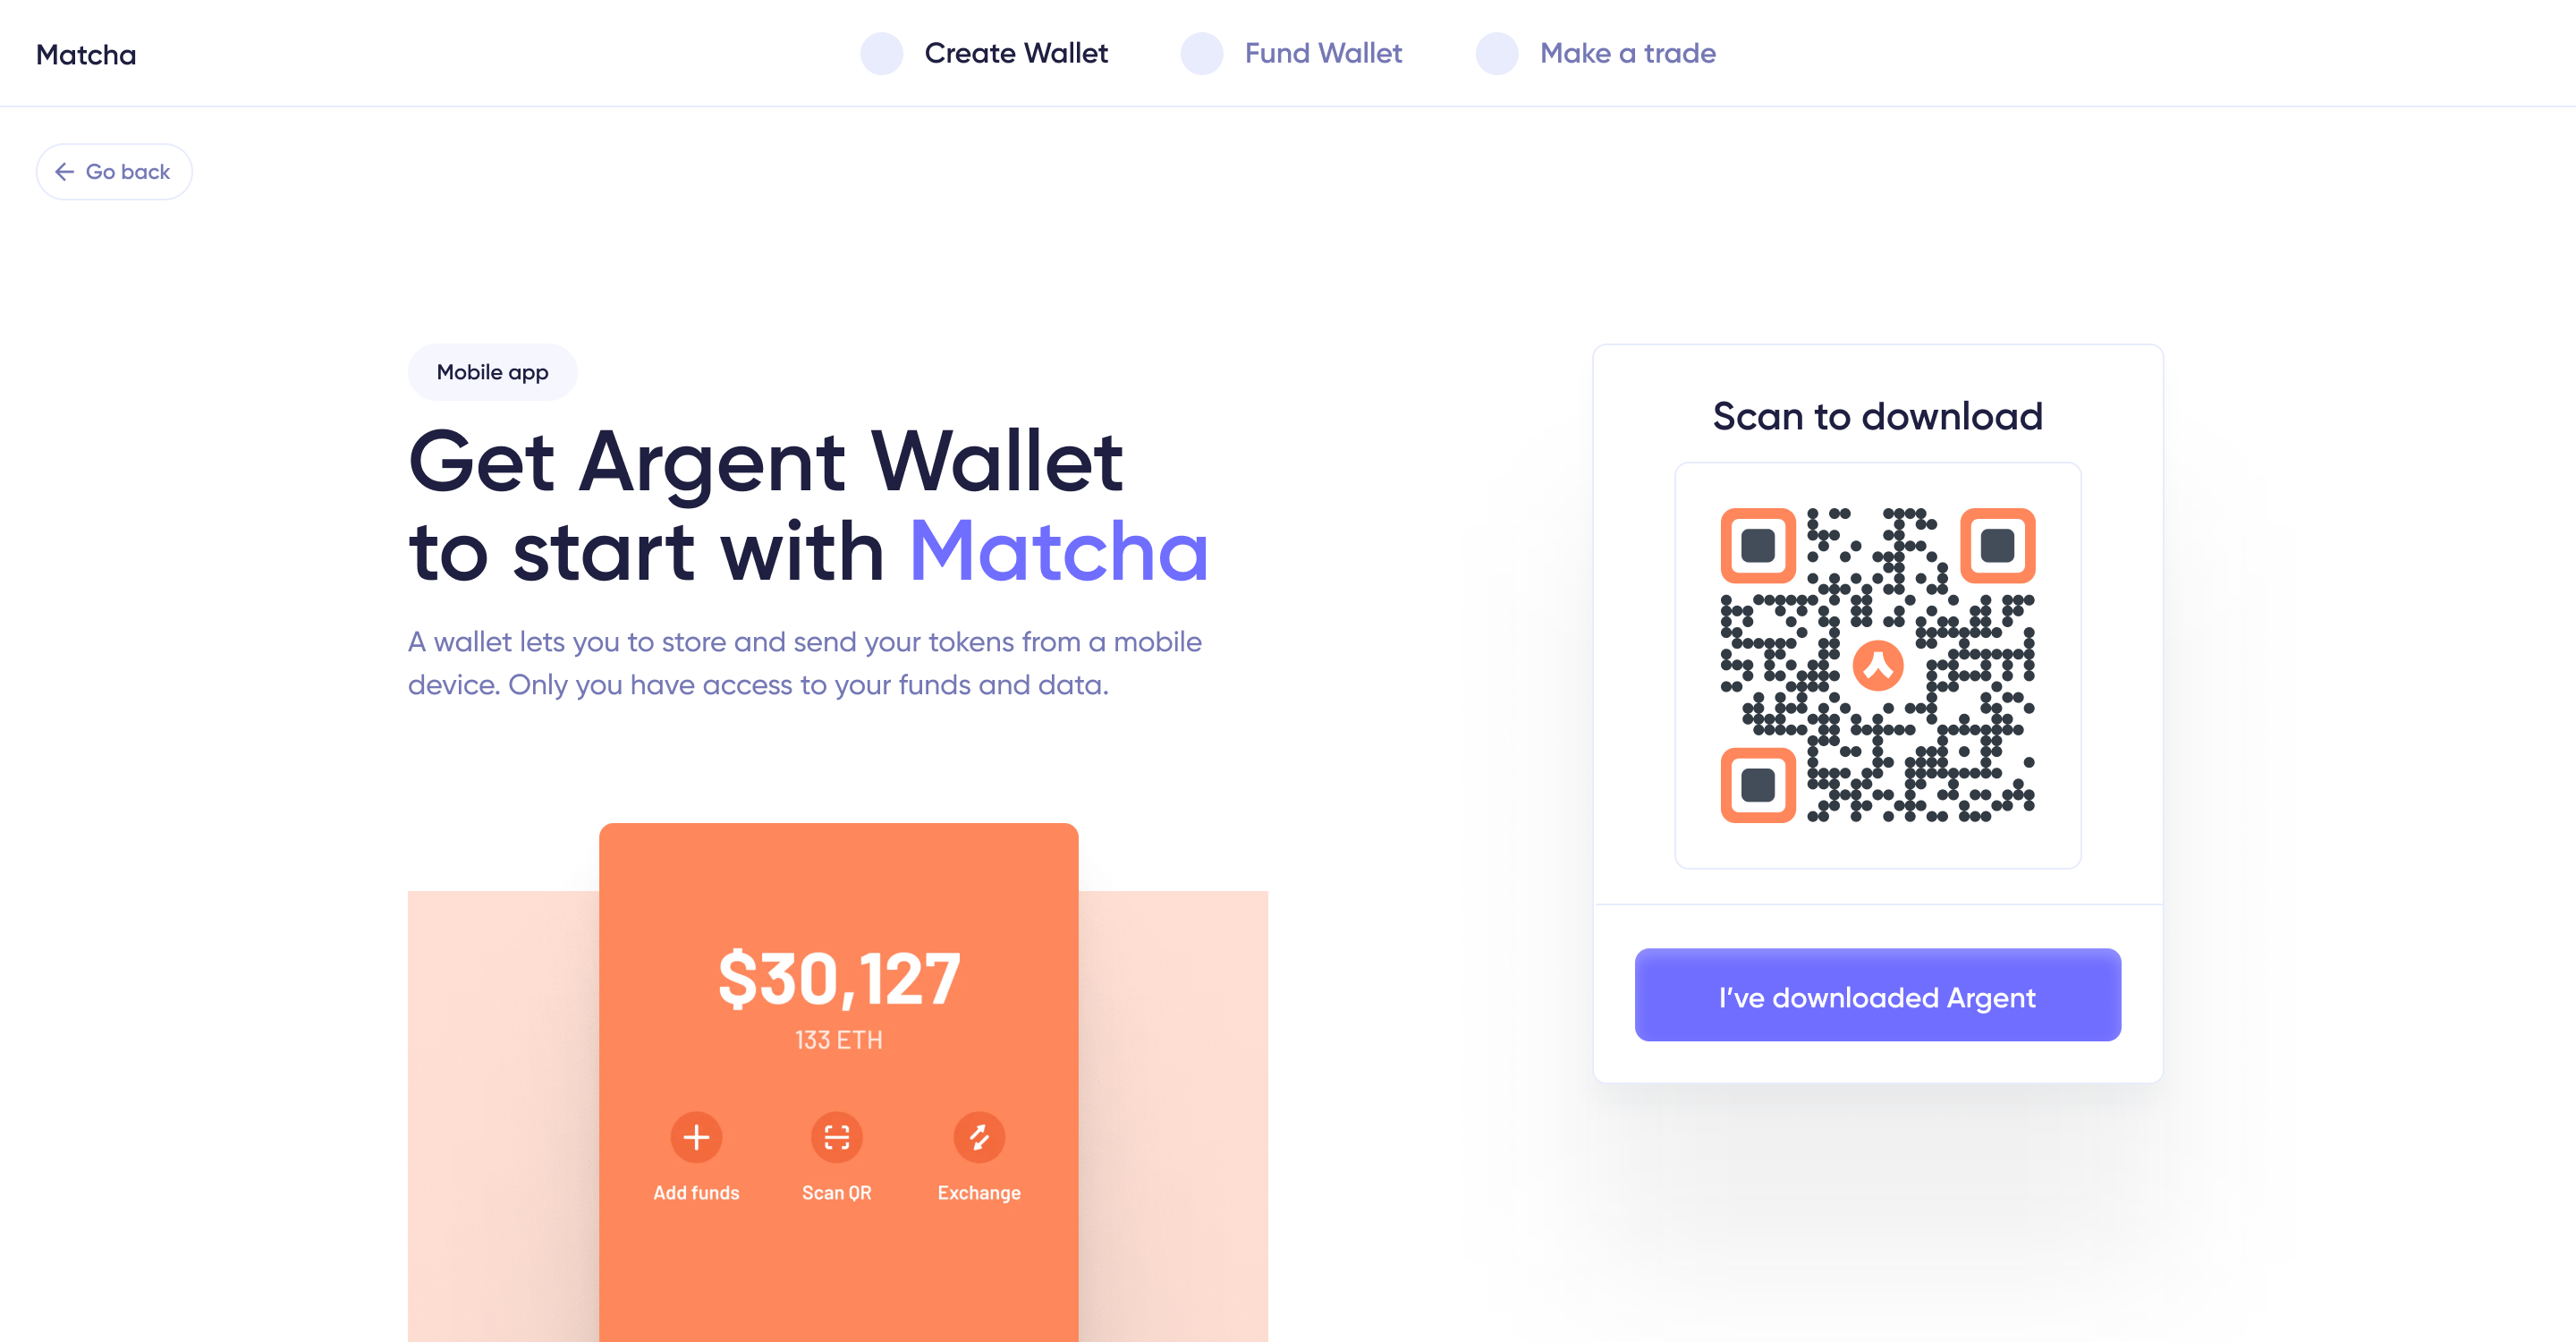 Matcha
Create Wallet
Fund Wallet
Make a trade
Go back
Mobile app
Get Argent Wallet
to start with Matcha
A wallet lets you to store and send your tokens from a mobile
device. Only you have access to your funds and data.
$30,127
133 ETH
Add funds
Scan QR
Exchange
Scan to download
I’ve downloaded Argent